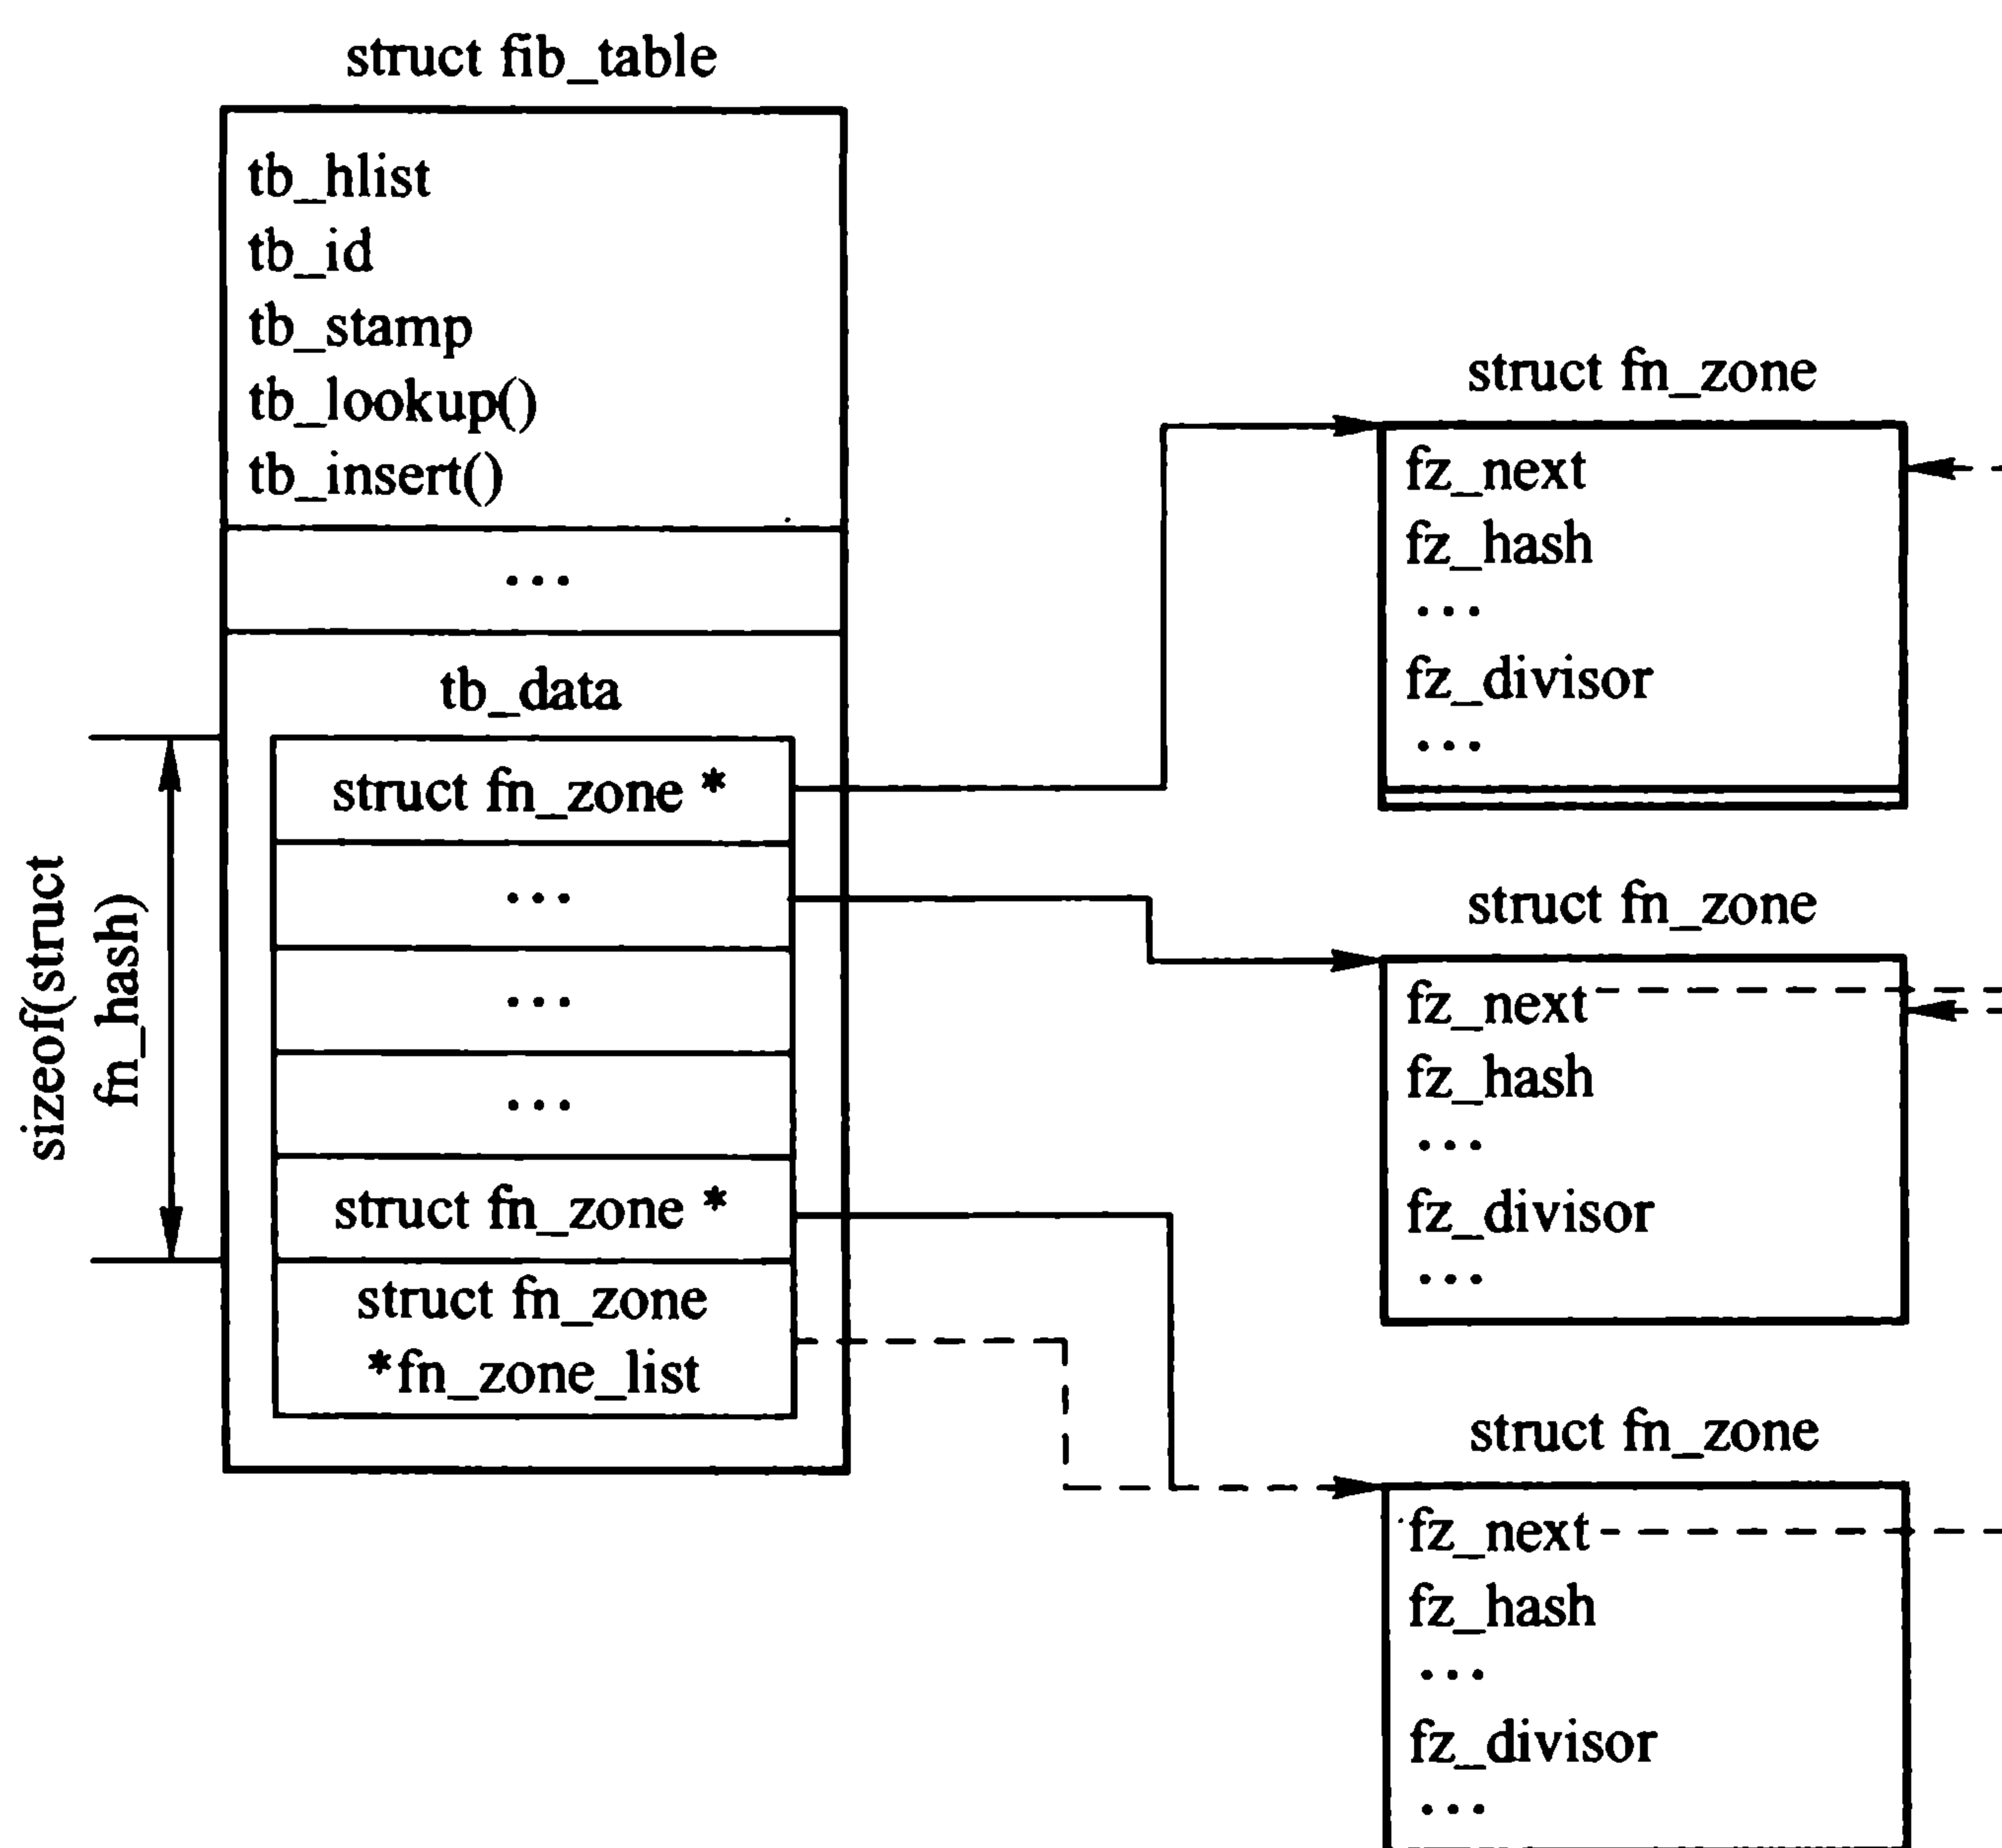 struct fib_table
tb_hlist
tb_id
tb_stamp
tb_lookup()
tb_insert()
...
tb_data
struct fn_zone *
...
...
...
struct fn_zone *
struct fn_zone
*fn_zone_list
sizeof(struct
fn_hash)
struct fn_zone
fz_next
fz_hash
...
fz_divisor
...
struct fn_zone
fz_next
fz_hash
...
fz_divisor
...
struct fn_zone
fz_next
fz_hash
...
fz_divisor
...